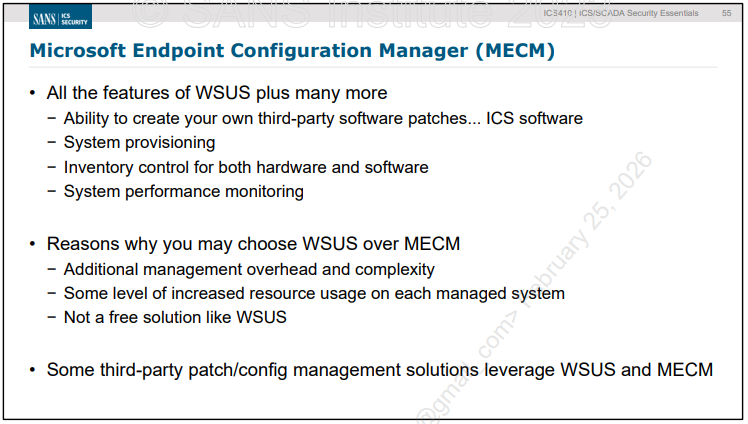 © SANS Institute 2026
SANS | ICS SECURITY
ICS410 | ICS/SCADA Security Essentials 55
Microsoft Endpoint Configuration Manager (MECM)
• All the features of WSUS plus many more
− Ability to create your own third-party software patches... ICS software
− System provisioning
− Inventory control for both hardware and software
− System performance monitoring
• Reasons why you may choose WSUS over MECM
− Additional management overhead and complexity
− Some level of increased resource usage on each managed system
− Not a free solution like WSUS
• Some third-party patch/config management solutions leverage WSUS and MECM
@gmail.com> February 25, 2026